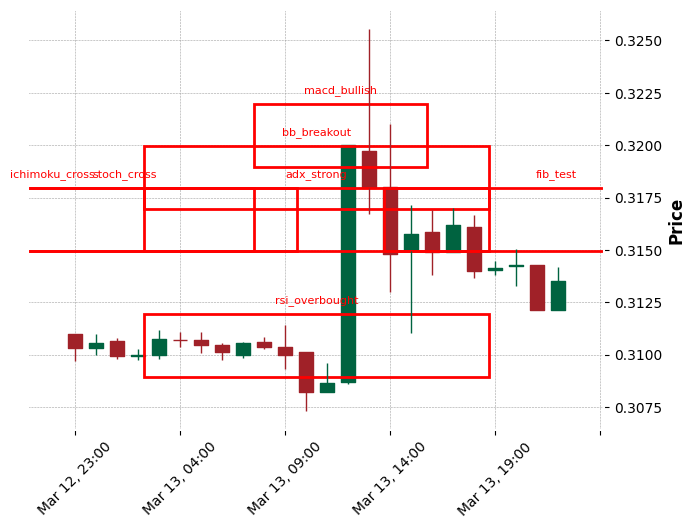 0.3250
macd_bullish
0.3225
bb_breakout
0.3200
ichimoku_cross
stoch_cross
adx_strong
fib_test
0.3175
Price
0.3150
0.3125
rsi_overbought
0.3100
0.3075
Mar 12, 23:00
Mar 13, 04:00
Mar 13, 09:00
Mar 13, 14:00
Mar 13, 19:00